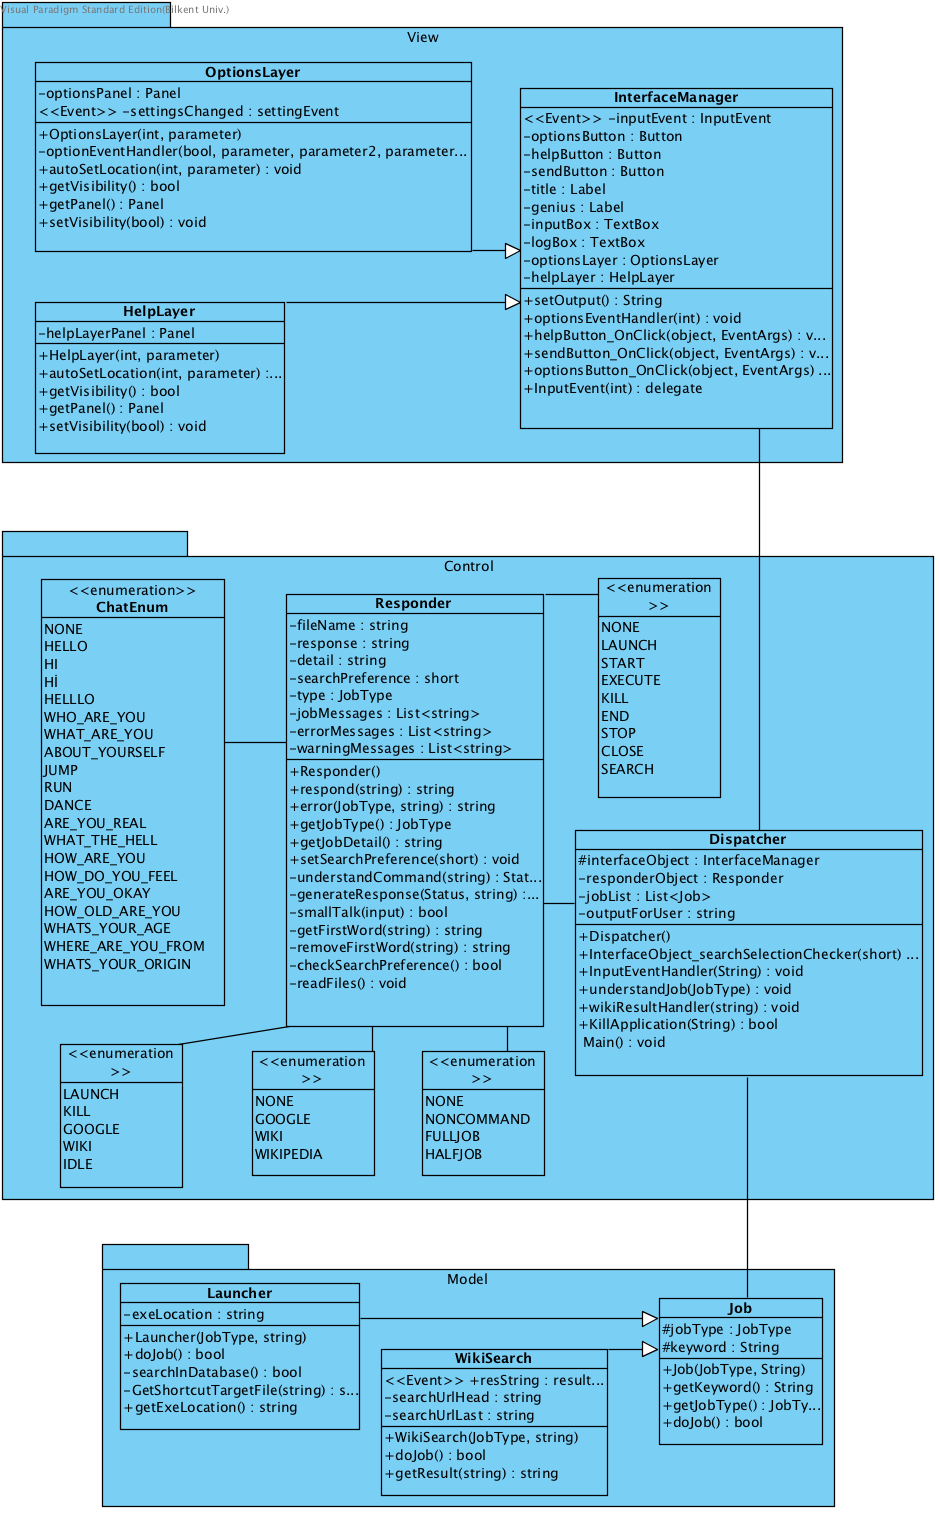 Visual Paradigm Standard Edition(Bilkent Univ.)
View
OptionsLayer
-optionsPanel : Panel
<<Event>> -settingsChanged : settingEvent
+OptionsLayer(int, parameter)
-optionEventHandler(bool, parameter, parameter2, parameter...
+autoSetLocation(int, parameter) : void
+getVisibility() : bool
+getPanel() : Panel
+setVisibility(bool) : void
InterfaceManager
<<Event>> -inputEvent : InputEvent
-optionsButton : Button
-helpButton : Button
-sendButton : Button
-title : Label
-genius : Label
-inputBox : TextBox
-logBox : TextBox
-optionsLayer : OptionsLayer
-helpLayer : HelpLayer
+setOutput() : String
+optionsEventHandler(int) : void
+helpButton_OnClick(object, EventArgs) : v...
+sendButton_OnClick(object, EventArgs) : v...
+optionsButton_OnClick(object, EventArgs) ...
+InputEvent(int) : delegate
HelpLayer
-helpLayerPanel : Panel
+HelpLayer(int, parameter)
+autoSetLocation(int, parameter) :...
+getVisibility() : bool
+getPanel() : Panel
+setVisibility(bool) : void
Control
<<enumeration>>
ChatEnum
NONE
HELLO
HI
Hİ
HELLLO
WHO_ARE_YOU
WHAT_ARE_YOU
ABOUT_YOURSELF
JUMP
RUN
DANCE
ARE_YOU_REAL
WHAT_THE_HELL
HOW_ARE_YOU
HOW_DO_YOU_FEEL
ARE_YOU_OKAY
HOW_OLD_ARE_YOU
WHATS_YOUR_AGE
WHERE_ARE_YOU_FROM
WHATS_YOUR_ORIGIN
Responder
-fileName : string
-response : string
-detail : string
-searchPreference : short
-type : JobType
-jobMessages : List<string>
-errorMessages : List<string>
-warningMessages : List<string>
+Responder()
+respond(string) : string
+error(JobType, string) : string
+getJobType() : JobType
+getJobDetail() : string
+setSearchPreference(short) : void
-understandCommand(string) : Stat...
-generateResponse(Status, string) :...
-smallTalk(input) : bool
-getFirstWord(string) : string
-removeFirstWord(string) : string
-checkSearchPreference() : bool
-readFiles() : void
<<enumeration
>>
NONE
LAUNCH
START
EXECUTE
KILL
END
STOP
CLOSE
SEARCH
Dispatcher
#interfaceObject : InterfaceManager
-responderObject : Responder
-jobList : List<Job>
-outputForUser : string
+Dispatcher()
+InterfaceObject_searchSelectionChecker(short) ...
+InputEventHandler(String) : void
+understandJob(JobType) : void
+wikiResultHandler(string) : void
+KillApplication(String) : bool
Main() : void
<<enumeration
>>
LAUNCH
KILL
GOOGLE
WIKI
IDLE
<<enumeration
>>
NONE
GOOGLE
WIKI
WIKIPEDIA
<<enumeration
>>
NONE
NONCOMMAND
FULLJOB
HALFJOB
Model
Launcher
-exeLocation : string
+Launcher(JobType, string)
+doJob() : bool
-searchInDatabase() : bool
-GetShortcutTargetFile(string) : s...
+getExeLocation() : string
WikiSearch
<<Event>> +resString : result...
-searchUrlHead : string
-searchUrlLast : string
+WikiSearch(JobType, string)
+doJob() : bool
+getResult(string) : string
Job
#jobType : JobType
#keyword : String
+Job(JobType, String)
+getKeyword() : String
+getJobType() : JobTy...
+doJob() : bool